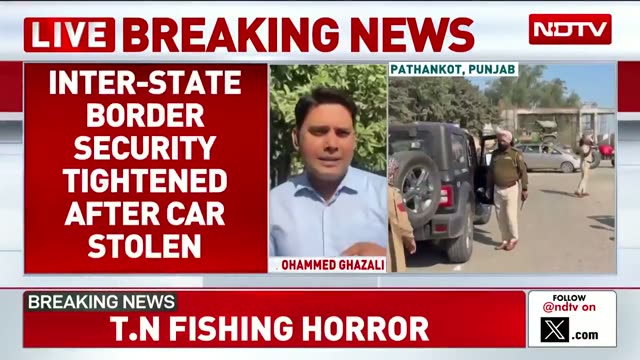 LIVE BREAKING NEWS
NDTV
INTER-STATE
BORDER
SECURITY
TIGHTENED
AFTER CAR
STOLEN
PATHANKOT, PUNJAB
OHAMMED GHAZALI
BREAKING NEWS
T.N FISHING HORROR
FOLLOW
@ndtv on
X.com